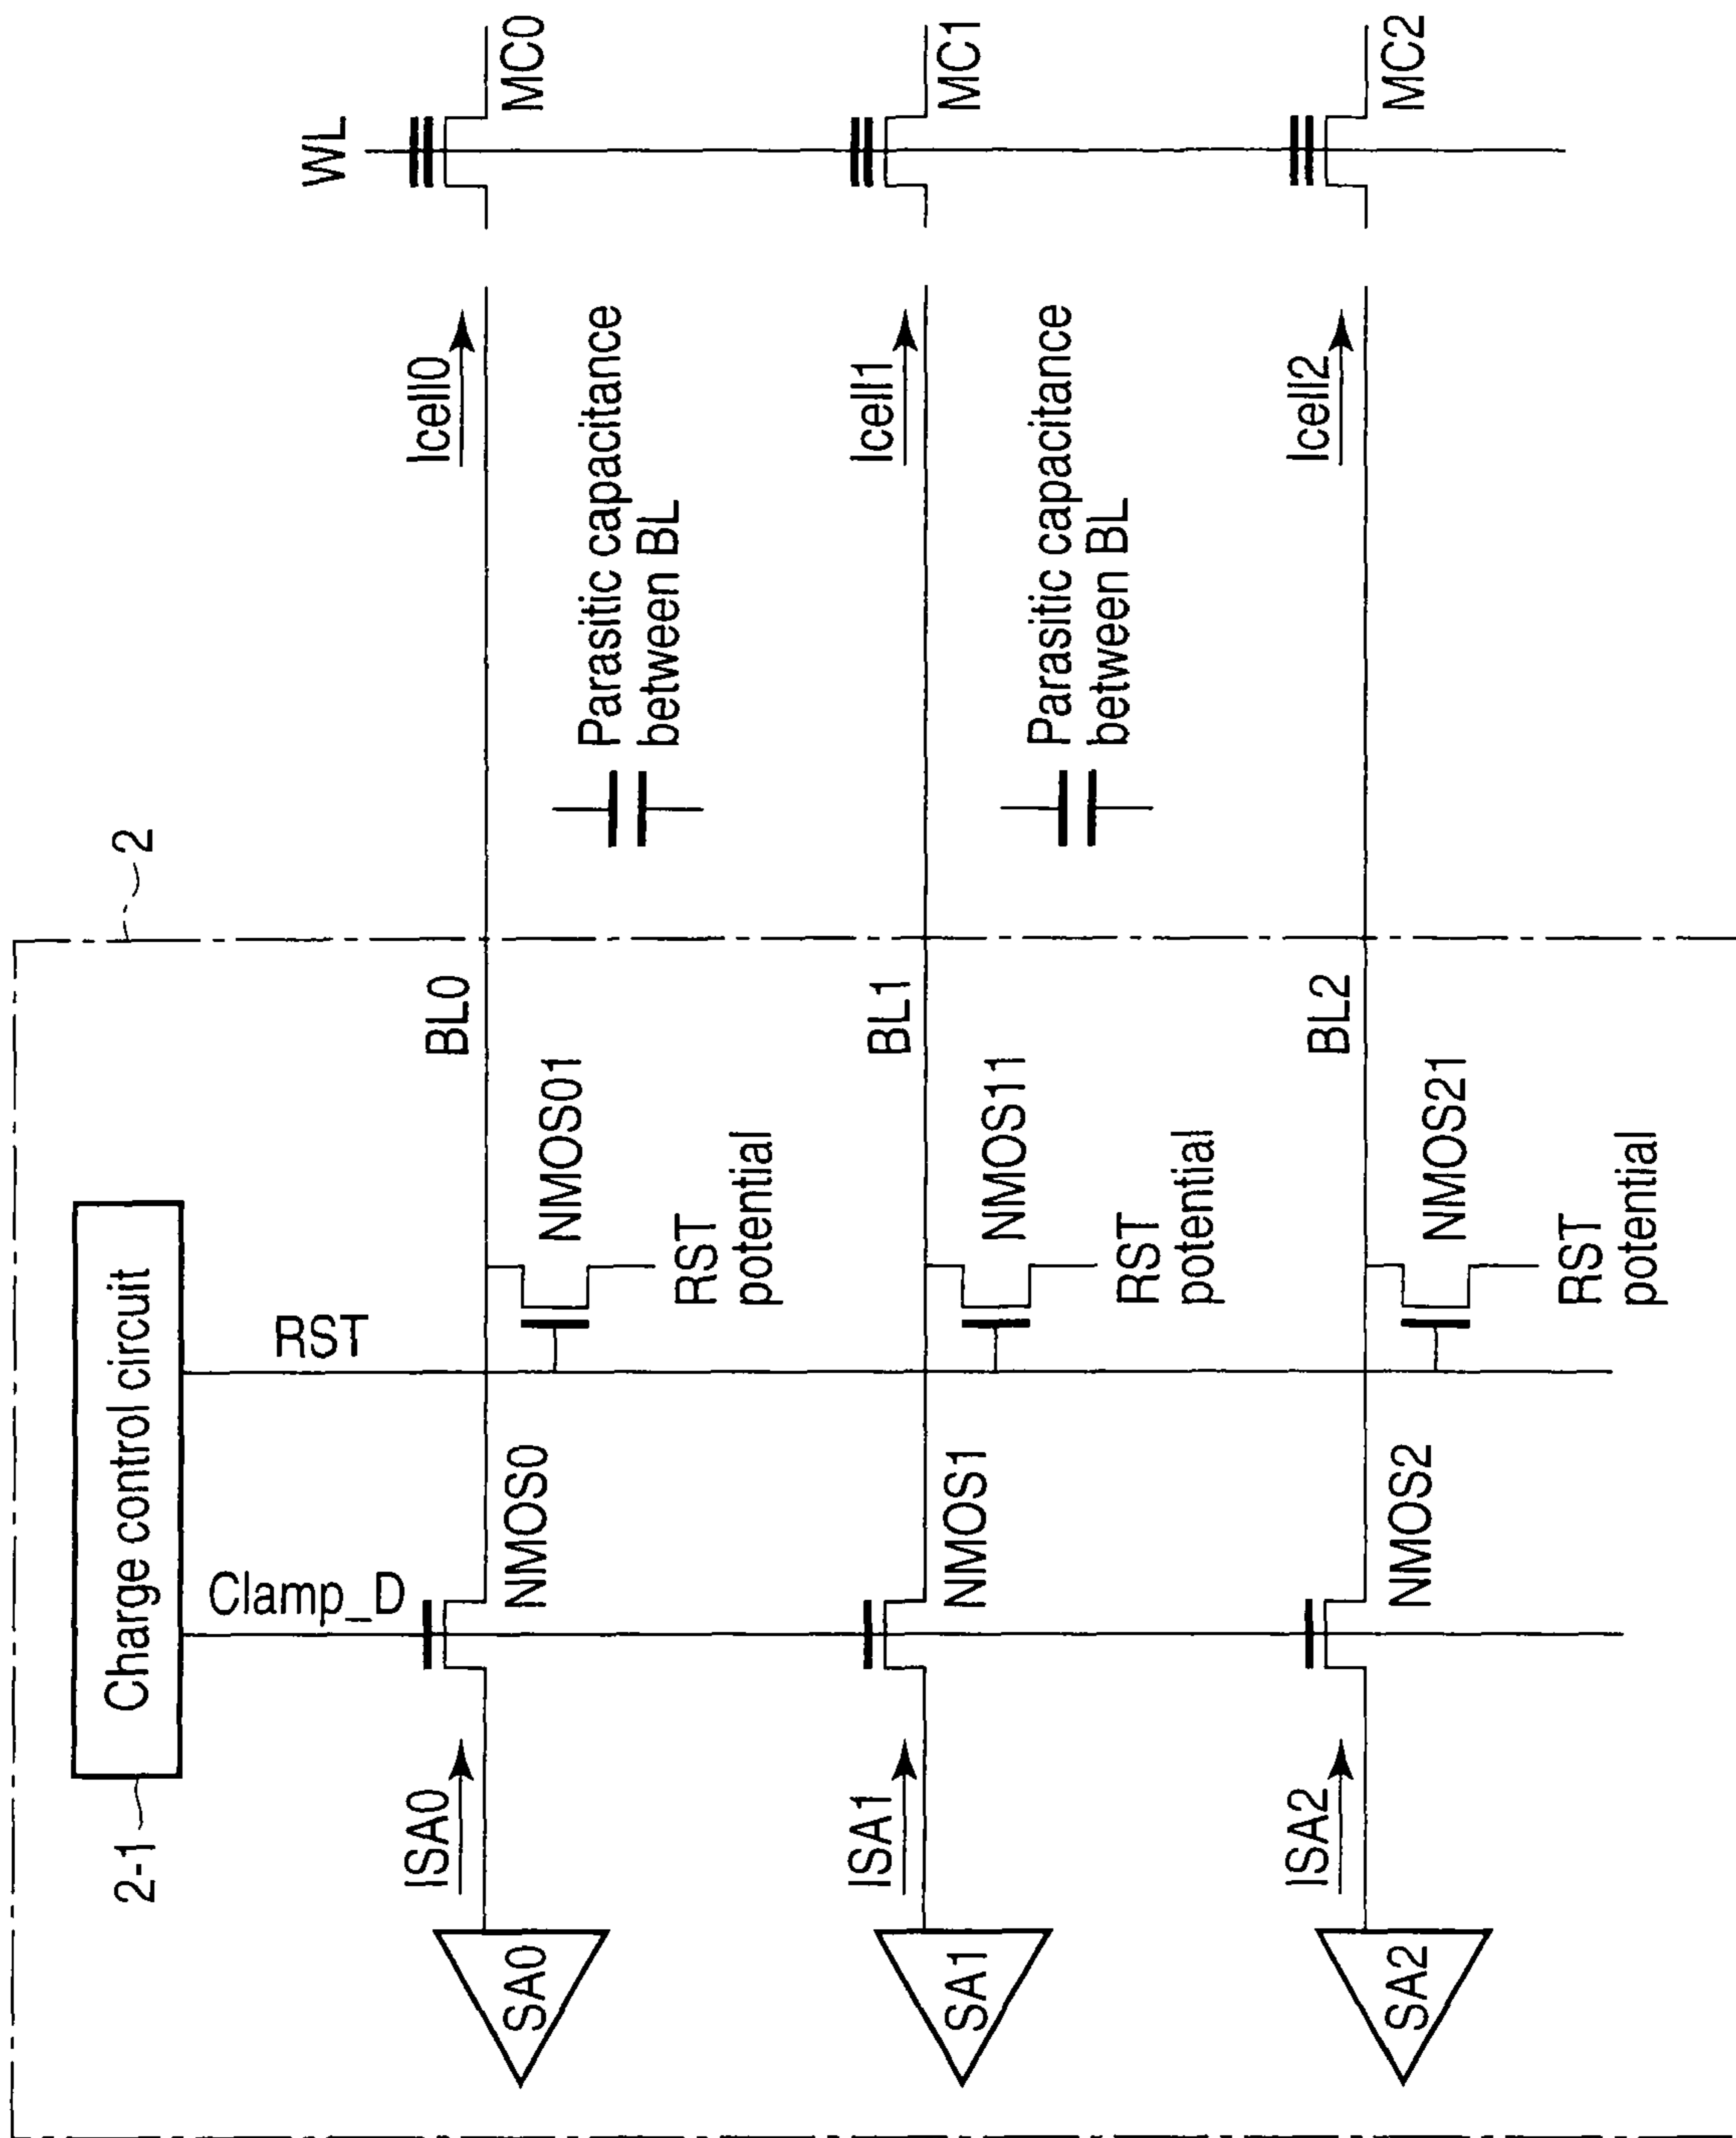 2
Charge control circuit
2-1
Clamp_D
RST
WL
SA0
ISA0
NMOS0
NMOS01
RST
potential
BL0
Icell0
Parasitic capacitance
between BL
MC0
SA1
ISA1
NMOS1
NMOS11
RST
potential
BL1
Icell1
Parasitic capacitance
between BL
MC1
SA2
ISA2
NMOS2
NMOS21
RST
potential
BL2
Icell2
MC2